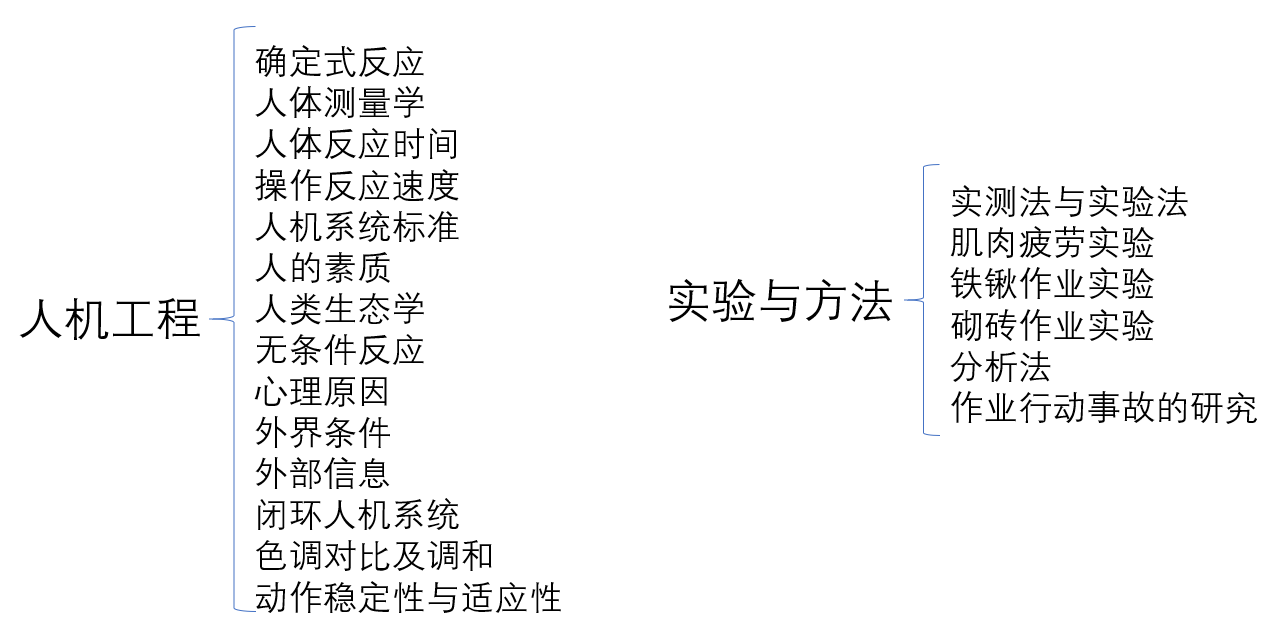 人机工程
确定式反应
人体测量学
人体反应时间
操作反应速度
人机系统标准
人的素质
人类生态学
无条件反应
心理原因
外界条件
外部信息
闭环人机系统
色调对比及调和
动作稳定性与适应性
实验与方法
实测法与实验法
肌肉疲劳实验
铁锹作业实验
砌砖作业实验
分析法
作业行动事故的研究